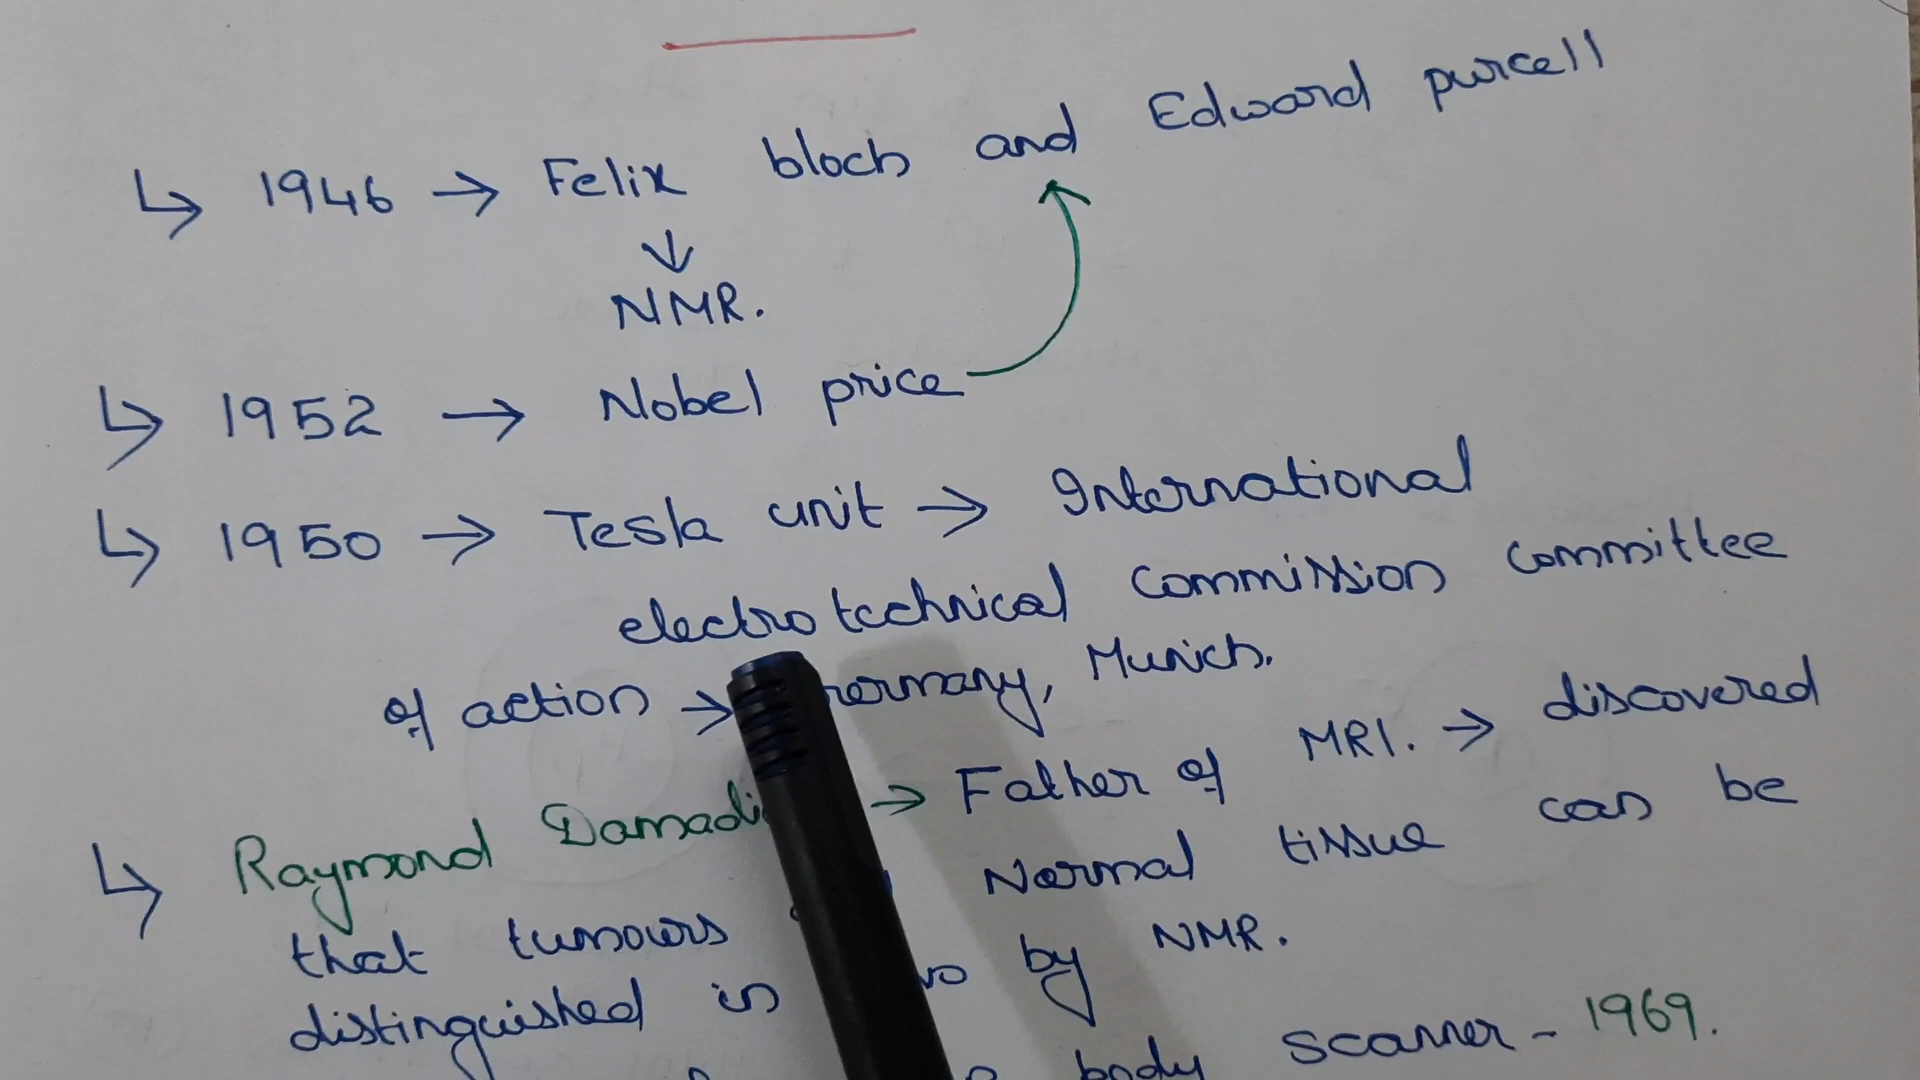 ↳ 1946 → Felix bloch and Edward purcell
↓
NMR.
↳ 1952 → Nobel price
↳ 1950 → Tesla unit → International
electrotechnical Commission Committee
of action → Germany, Munich.
↳ Raymond → Father of MRI. → discovered
that tumours Normal tissue can be
distinguished in by NMR.
body scanner - 1969.